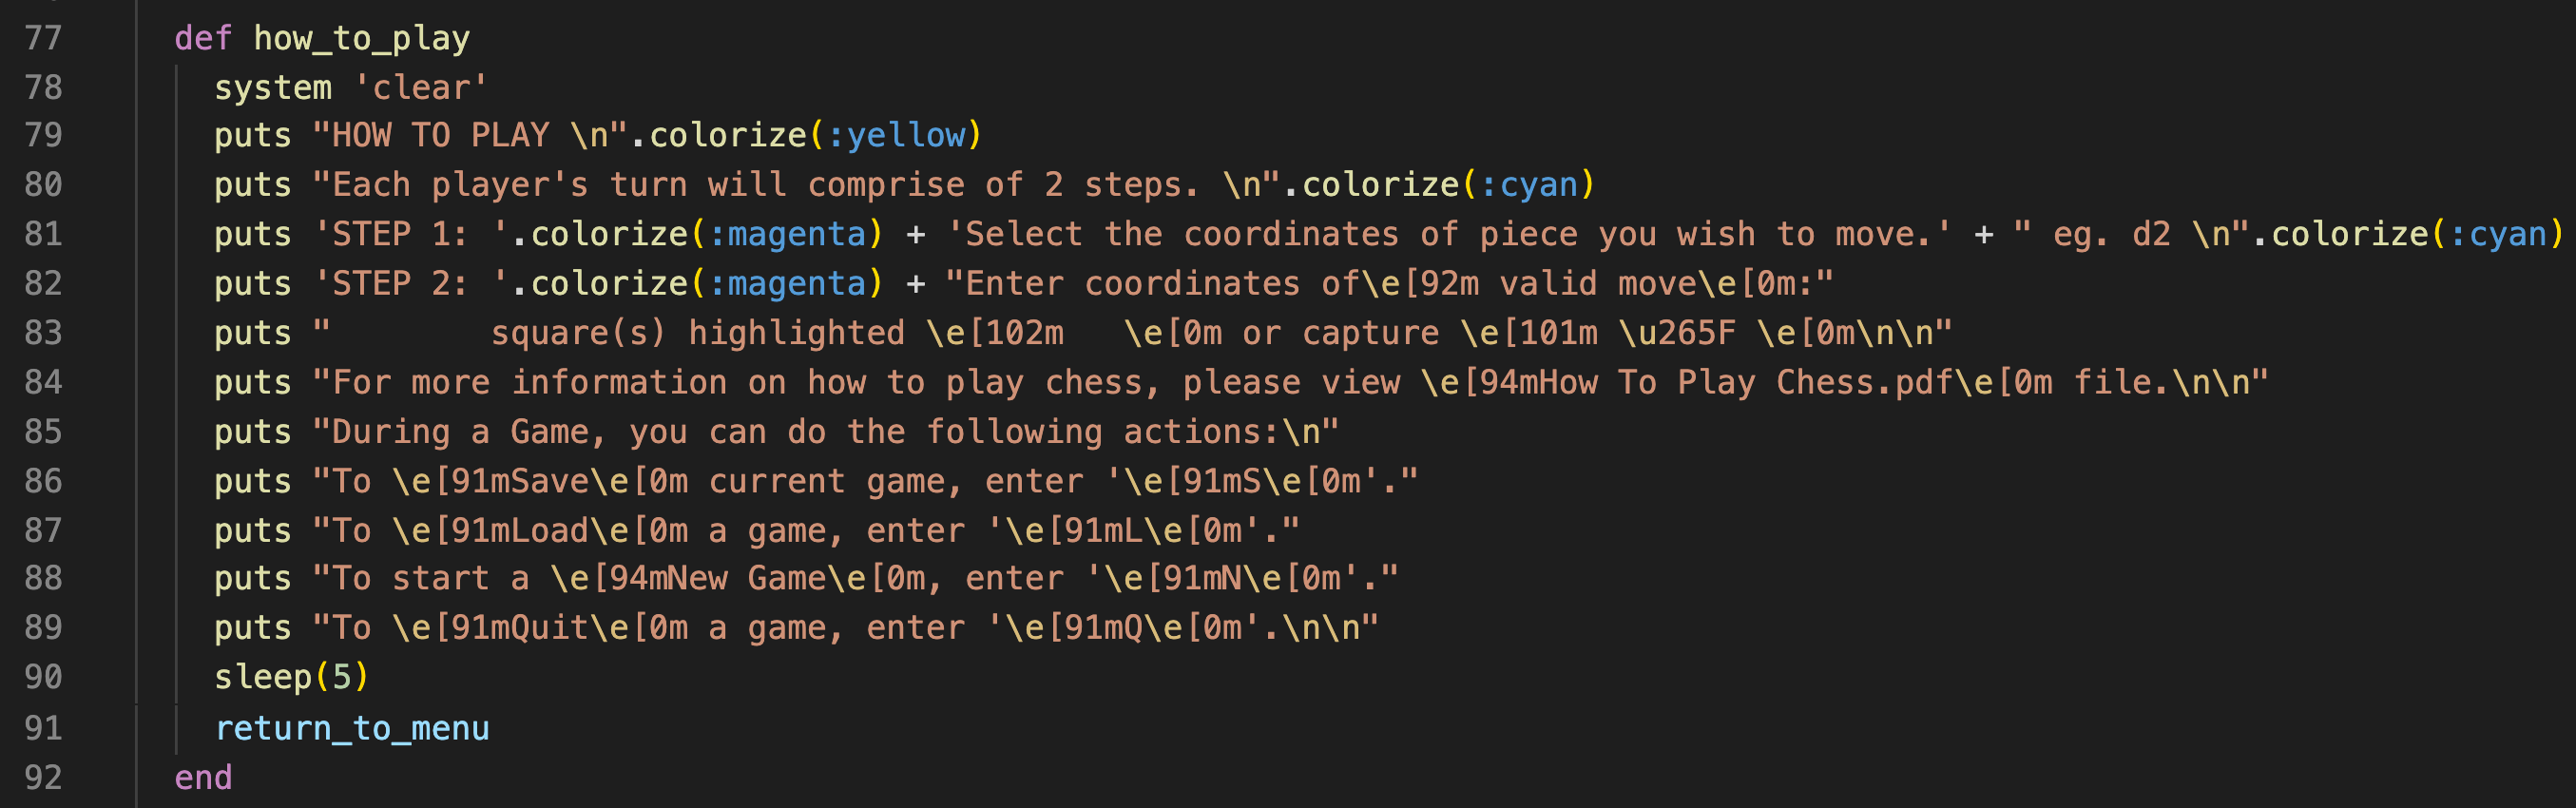 77 def how_to_play
78 system 'clear'
79 puts "HOW TO PLAY \n".colorize(:yellow)
80 puts "Each player's turn will comprise of 2 steps. \n".colorize(:cyan)
81 puts 'STEP 1: '.colorize(:magenta) + 'Select the coordinates of piece you wish to move.' + " eg. d2 \n".colorize(:cyan)
82 puts 'STEP 2: '.colorize(:magenta) + "Enter coordinates of\e[92m valid move\e[0m:"
83 puts "        square(s) highlighted \e[102m   \e[0m or capture \e[101m \u265F \e[0m\n\n"
84 puts "For more information on how to play chess, please view \e[94mHow To Play Chess.pdf\e[0m file.\n\n"
85 puts "During a Game, you can do the following actions:\n"
86 puts "To \e[91mSave\e[0m current game, enter '\e[91mS\e[0m'."
87 puts "To \e[91mLoad\e[0m a game, enter '\e[91mL\e[0m'."
88 puts "To start a \e[94mNew Game\e[0m, enter '\e[91mN\e[0m'."
89 puts "To \e[91mQuit\e[0m a game, enter '\e[91mQ\e[0m'.\n\n"
90 sleep(5)
91 return_to_menu
92 end